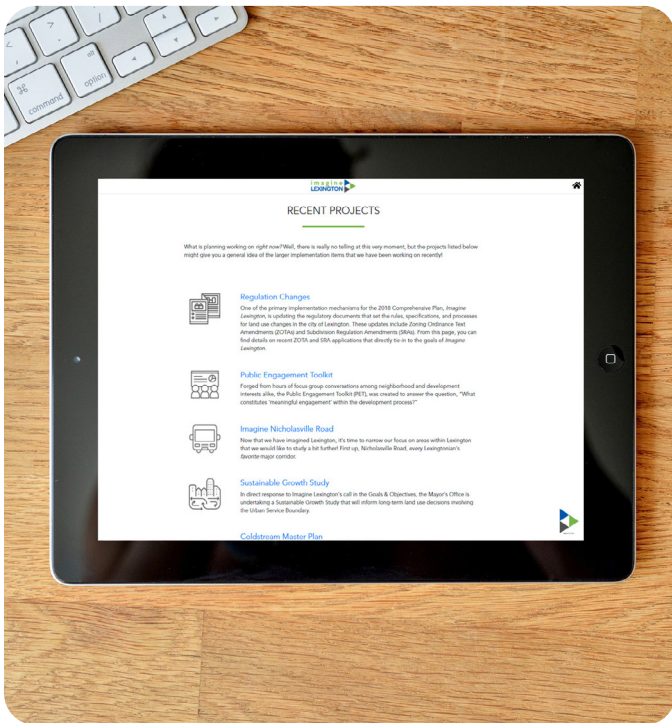 command
option
alt
imagine
LEXINGTON
RECENT PROJECTS
What is planning working on right now? Well, there is really no telling at this very moment, but the projects listed below
might give you a general idea of the larger implementation items that we have been working on recently!
Regulation Changes
One of the primary implementation mechanisms for the 2018 Comprehensive Plan, Imagine
Lexington, is updating the regulatory documents that set the rules, specifications, and processes
for land use changes in the city of Lexington. These updates include Zoning Ordinance Text
Amendments (ZOTAs) and Subdivision Regulation Amendments (SRAs). From this page, you can
find details on recent ZOTA and SRA applications that directly tie-in to the goals of Imagine
Lexington.
Public Engagement Toolkit
Forged from hours of focus group conversations among neighborhood and development
interests alike, the Public Engagement Toolkit (PET), was created to answer the question, "What
constitutes 'meaningful engagement' within the development process?"
Imagine Nicholasville Road
Now that we have imagined Lexington, it's time to narrow our focus on areas within Lexington
that we would like to study a bit further! First up, Nicholasville Road, every Lexingtonian's
favorite major corridor.
Sustainable Growth Study
In direct response to Imagine Lexington's call in the Goals & Objectives, the Mayor's Office is
undertaking a Sustainable Growth Study that will inform long-term land use decisions involving
the Urban Service Boundary.
Coldstream Master Plan